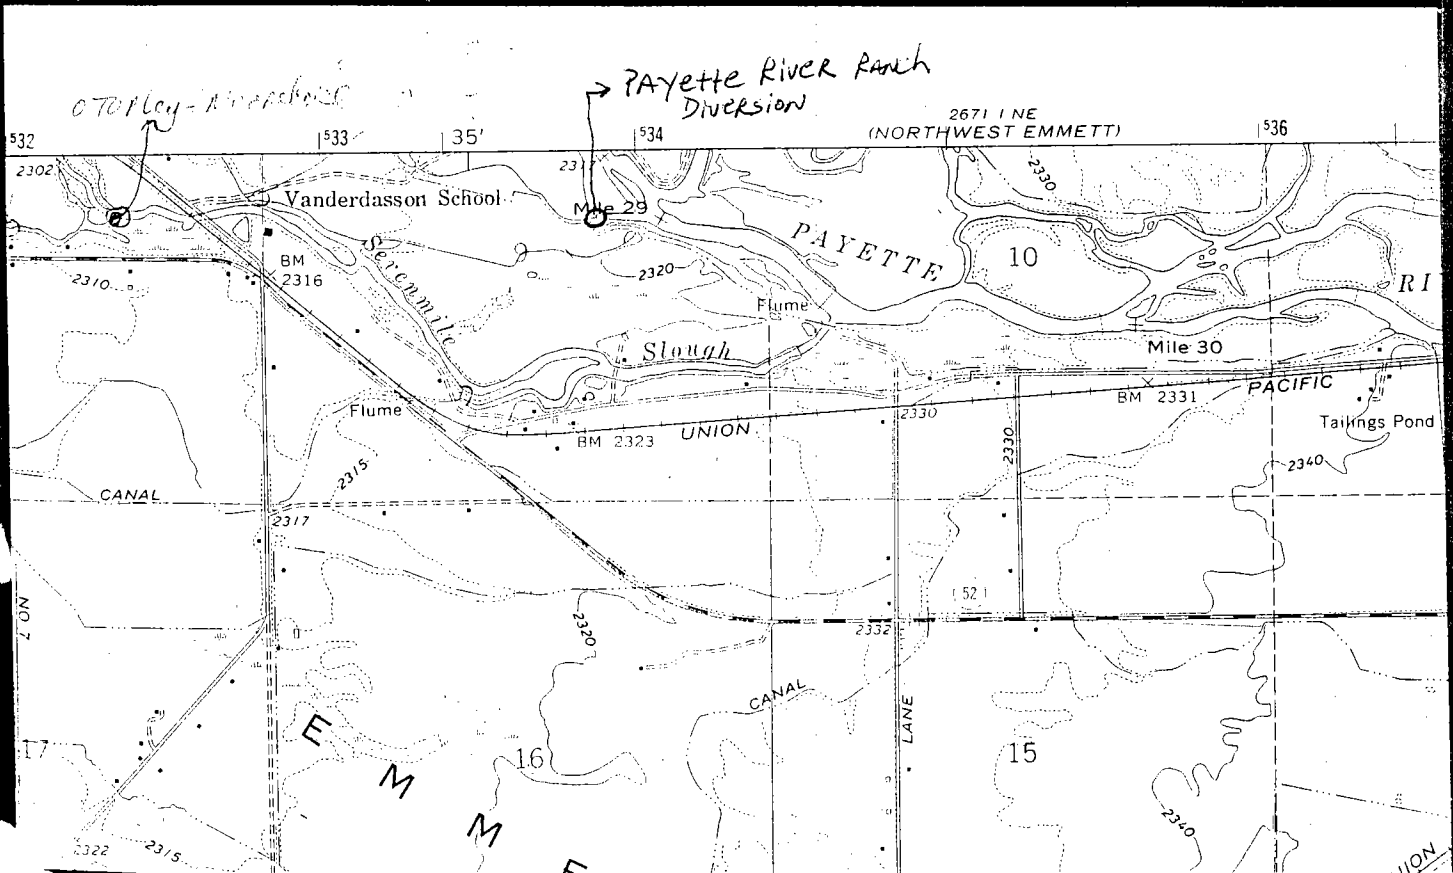 PAYette RIVER RANch
DIVERSION
2671 I NE
(NORTHWEST EMMETT)
532
533
35'
534
536
2302
2317
2330
Vanderdasson School
Mile 29
PAYETTE
RI
10
BM
2316
2310
2320
Sevenmile
Slough
Flume
Mile 30
Flume
BM 2323
UNION
2330
BM 2331
PACIFIC
Tailings Pond
2330
2340
2315
CANAL
2317
NO 7
2320
2332
52
CANAL
LANE
17
16
15
E
M
M
E
2340
2322
2315